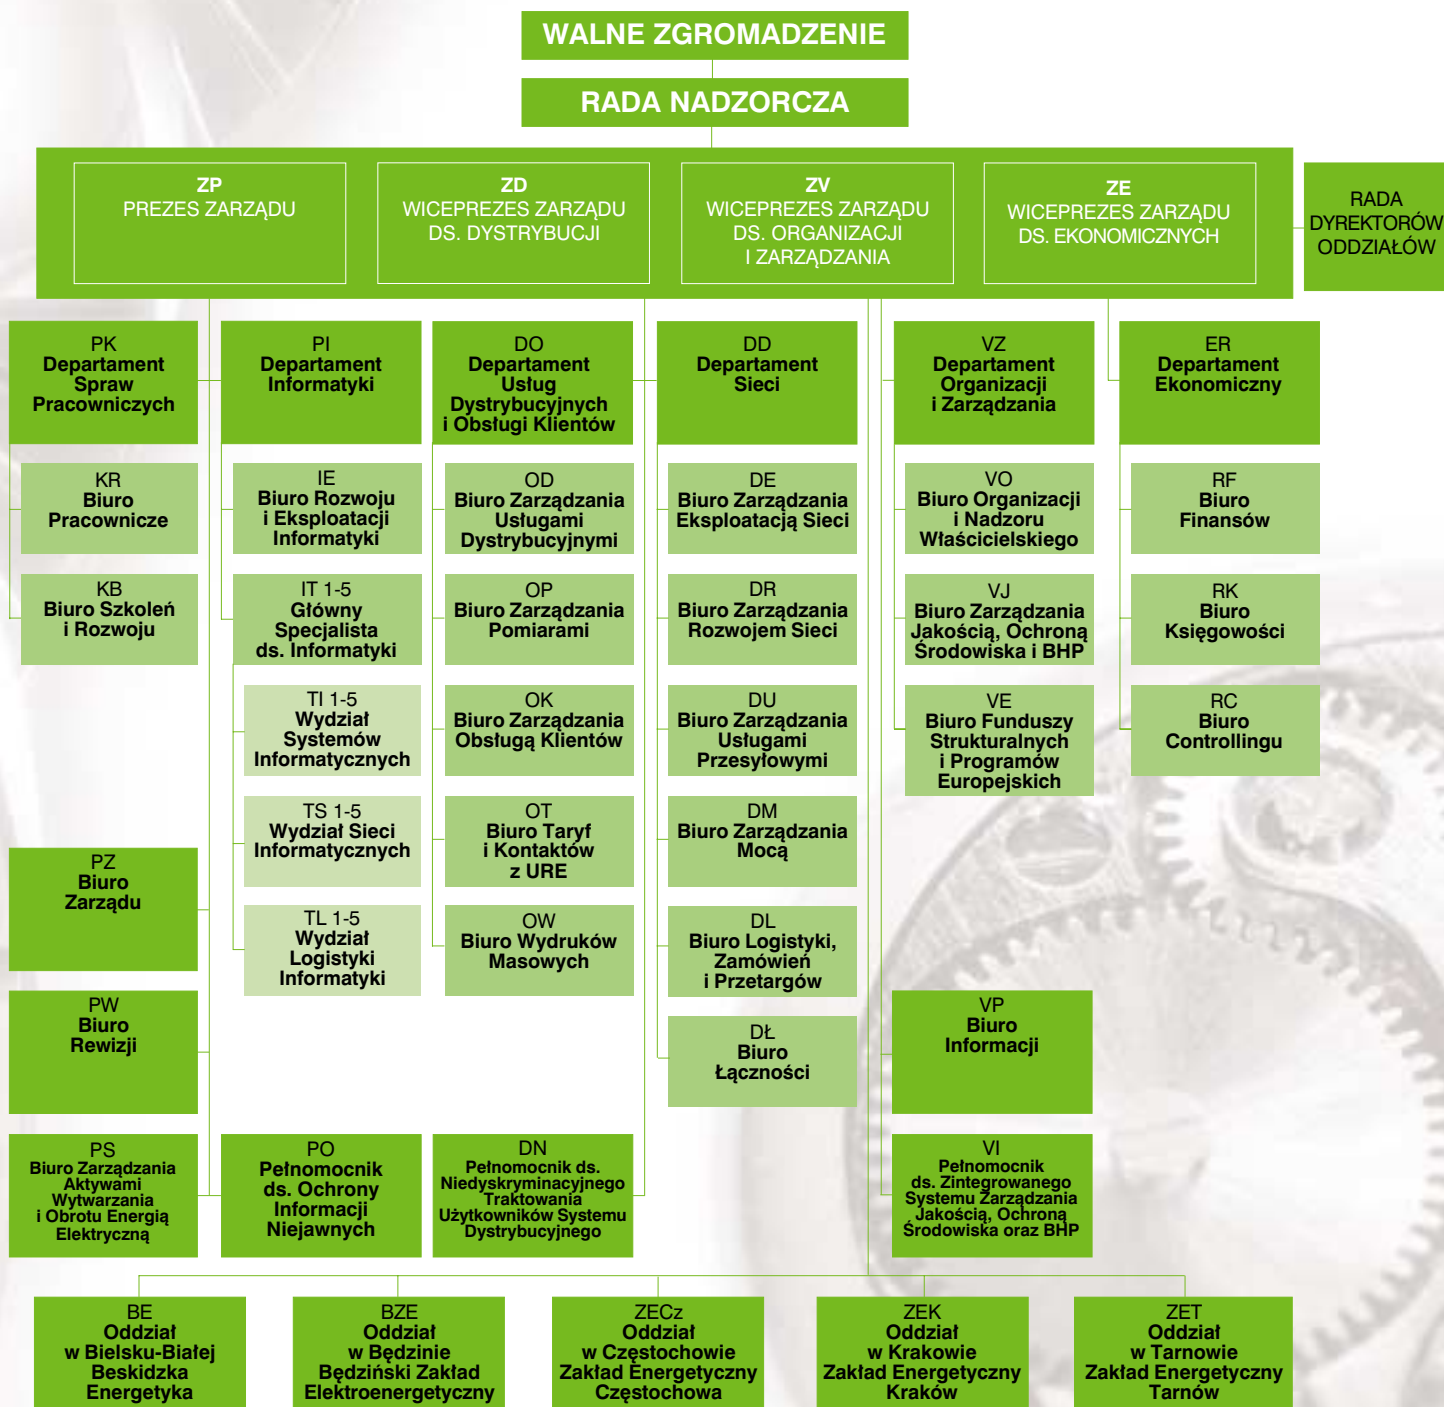 WALNE ZGROMADZENIE
RADA NADZORCZA
ZP
PREZES ZARZĄDU
ZD
WICEPREZES ZARZĄDU
DS. DYSTRYBUCJI
ZV
WICEPREZES ZARZĄDU
DS. ORGANIZACJI
I ZARZĄDZANIA
ZE
WICEPREZES ZARZĄDU
DS. EKONOMICZNYCH
RADA
DYREKTORÓW
ODDZIAŁÓW
PK
Departament
Spraw
Pracowniczych
PI
Departament
Informatyki
DO
Departament
Usług
Dystrybucyjnych
i Obsługi Klientów
DD
Departament
Sieci
VZ
Departament
Organizacji
i Zarządzania
ER
Departament
Ekonomiczny
KR
Biuro
Pracownicze
IE
Biuro Rozwoju
i Eksploatacji
Informatyki
OD
Biuro Zarządzania
Usługami
Dystrybucyjnymi
DE
Biuro Zarządzania
Eksploatacją Sieci
VO
Biuro Organizacji
i Nadzoru
Właścicielskiego
RF
Biuro
Finansów
KB
Biuro Szkoleń
i Rozwoju
IT 1-5
Główny
Specjalista
ds. Informatyki
OP
Biuro Zarządzania
Pomiarami
DR
Biuro Zarządzania
Rozwojem Sieci
VJ
Biuro Zarządzania
Jakością, Ochroną
Środowiska i BHP
RK
Biuro
Księgowości
TI 1-5
Wydział
Systemów
Informatycznych
OK
Biuro Zarządzania
Obsługą Klientów
DU
Biuro Zarządzania
Usługami
Przesyłowymi
VE
Biuro Funduszy
Strukturalnych
i Programów
Europejskich
RC
Biuro
Controllingu
TS 1-5
Wydział Sieci
Informatycznych
OT
Biuro Taryf
i Kontaktów
z URE
DM
Biuro Zarządzania
Mocą
PZ
Biuro
Zarządu
TL 1-5
Wydział
Logistyki
Informatyki
OW
Biuro Wydruków
Masowych
DL
Biuro Logistyki,
Zamówień
i Przetargów
PW
Biuro
Rewizji
DŁ
Biuro
Łączności
VP
Biuro
Informacji
PS
Biuro Zarządzania
Aktywami
Wytwarzania
i Obrotu Energią
Elektryczną
PO
Pełnomocnik
ds. Ochrony
Informacji
Niejawnych
DN
Pełnomocnik ds.
Niedyskryminacyjnego
Traktowania
Użytkowników Systemu
Dystrybucyjnego
VI
Pełnomocnik
ds. Zintegrowanego
Systemu Zarządzania
Jakością, Ochroną
Środowiska oraz BHP
BE
Oddział
w Bielsku-Białej
Beskidzka
Energetyka
BZE
Oddział
w Będzinie
Będziński Zakład
Elektroenergetyczny
ZECz
Oddział
w Częstochowie
Zakład Energetyczny
Częstochowa
ZEK
Oddział
w Krakowie
Zakład Energetyczny
Kraków
ZET
Oddział
w Tarnowie
Zakład Energetyczny
Tarnów